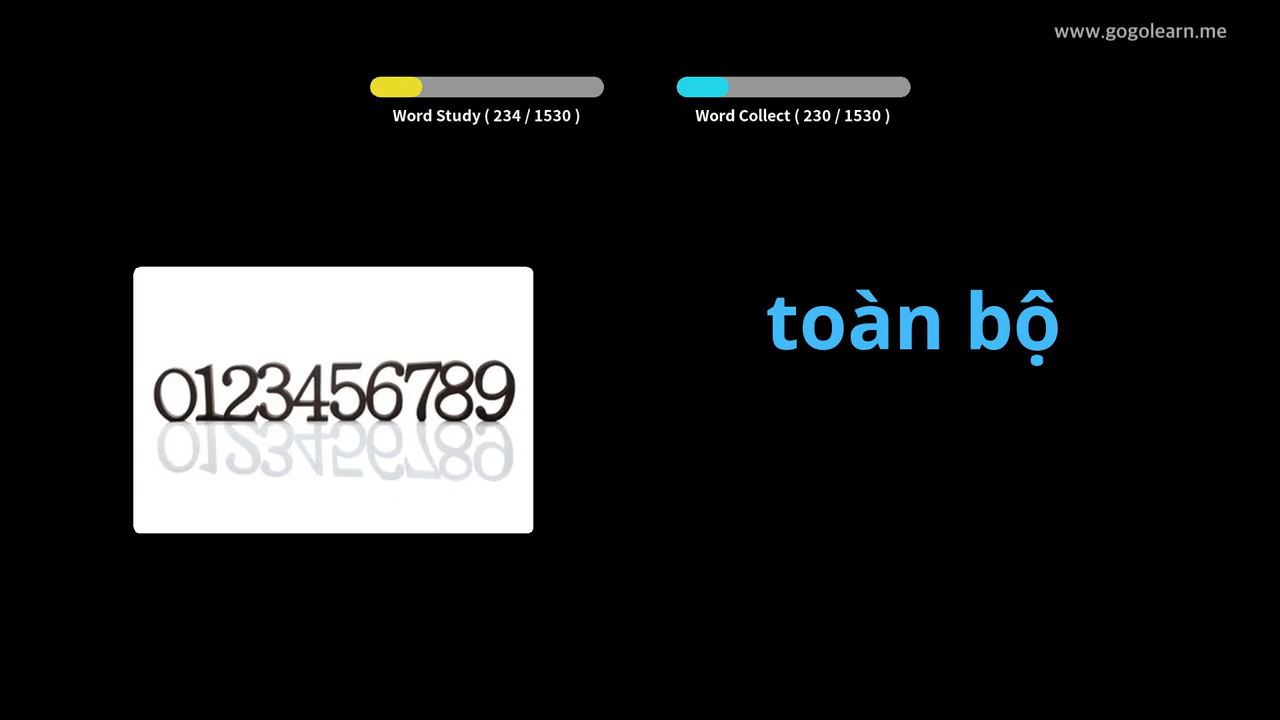 www.gogolearn.me
Word Study ( 234 / 1530 )
Word Collect ( 230 / 1530 )
toàn bộ
0123456789